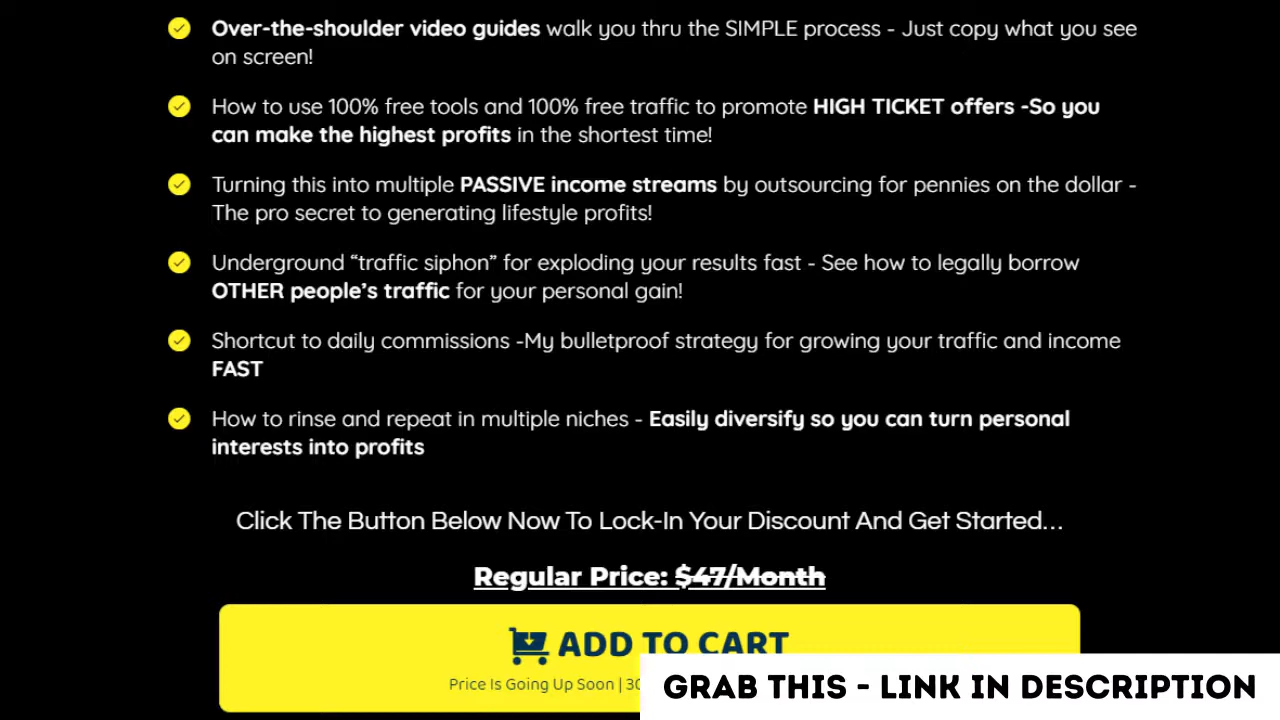 Over-the-shoulder video guides walk you thru the SIMPLE process - Just copy what you see
on screen!
How to use 100% free tools and 100% free traffic to promote HIGH TICKET offers -So you
can make the highest profits in the shortest time!
Turning this into multiple PASSIVE income streams by outsourcing for pennies on the dollar -
The pro secret to generating lifestyle profits!
Underground “traffic siphon” for exploding your results fast - See how to legally borrow
OTHER people’s traffic for your personal gain!
Shortcut to daily commissions -My bulletproof strategy for growing your traffic and income
FAST
How to rinse and repeat in multiple niches - Easily diversify so you can turn personal
interests into profits
Click The Button Below Now To Lock-In Your Discount And Get Started...
Regular Price: $47/Month
ADD TO CART
Price Is Going Up Soon | 30
GRAB THIS - LINK IN DESCRIPTION